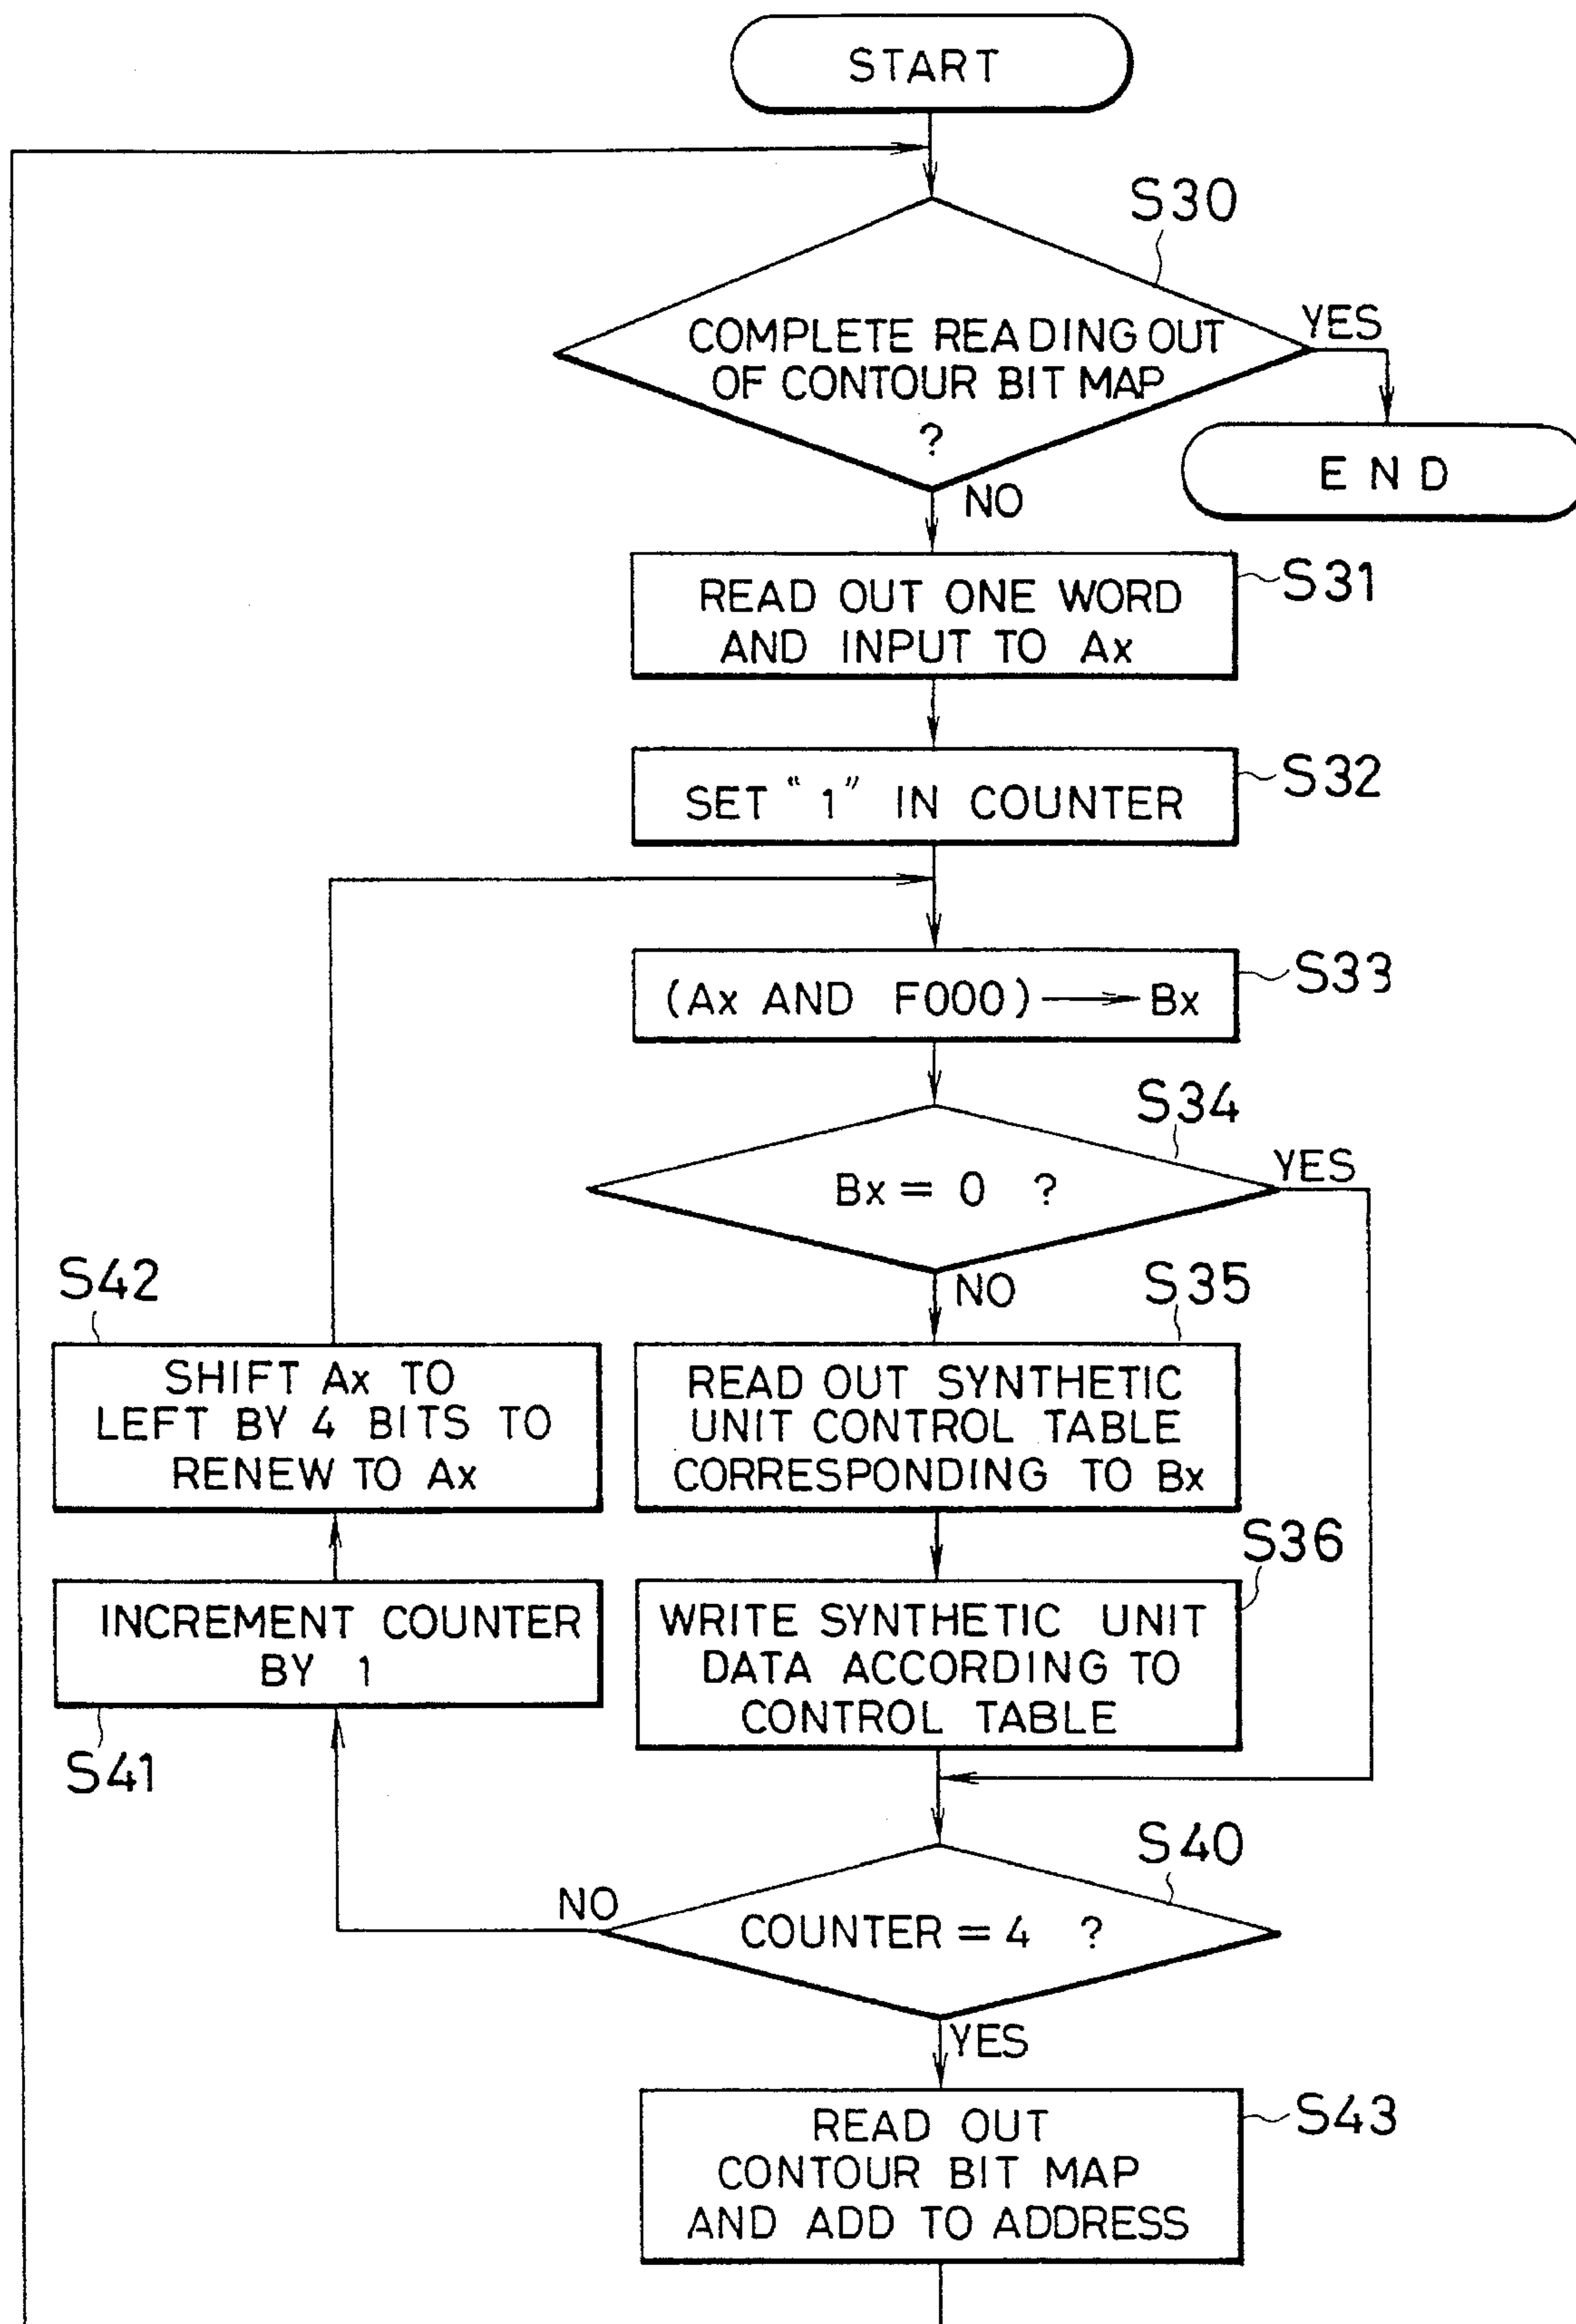 START
S30
COMPLETE READING OUT
OF CONTOUR BIT MAP
?
YES
END
NO
READ OUT ONE WORD
AND INPUT TO Ax
S31
SET "1" IN COUNTER
S32
(Ax AND F000) → Bx
S33
S34
Bx = 0 ?
YES
NO
S35
READ OUT SYNTHETIC
UNIT CONTROL TABLE
CORRESPONDING TO Bx
S42
SHIFT Ax TO
LEFT BY 4 BITS TO
RENEW TO Ax
S36
WRITE SYNTHETIC UNIT
DATA ACCORDING TO
CONTROL TABLE
INCREMENT COUNTER
BY 1
S41
S40
NO
COUNTER = 4 ?
YES
READ OUT
CONTOUR BIT MAP
AND ADD TO ADDRESS
S43